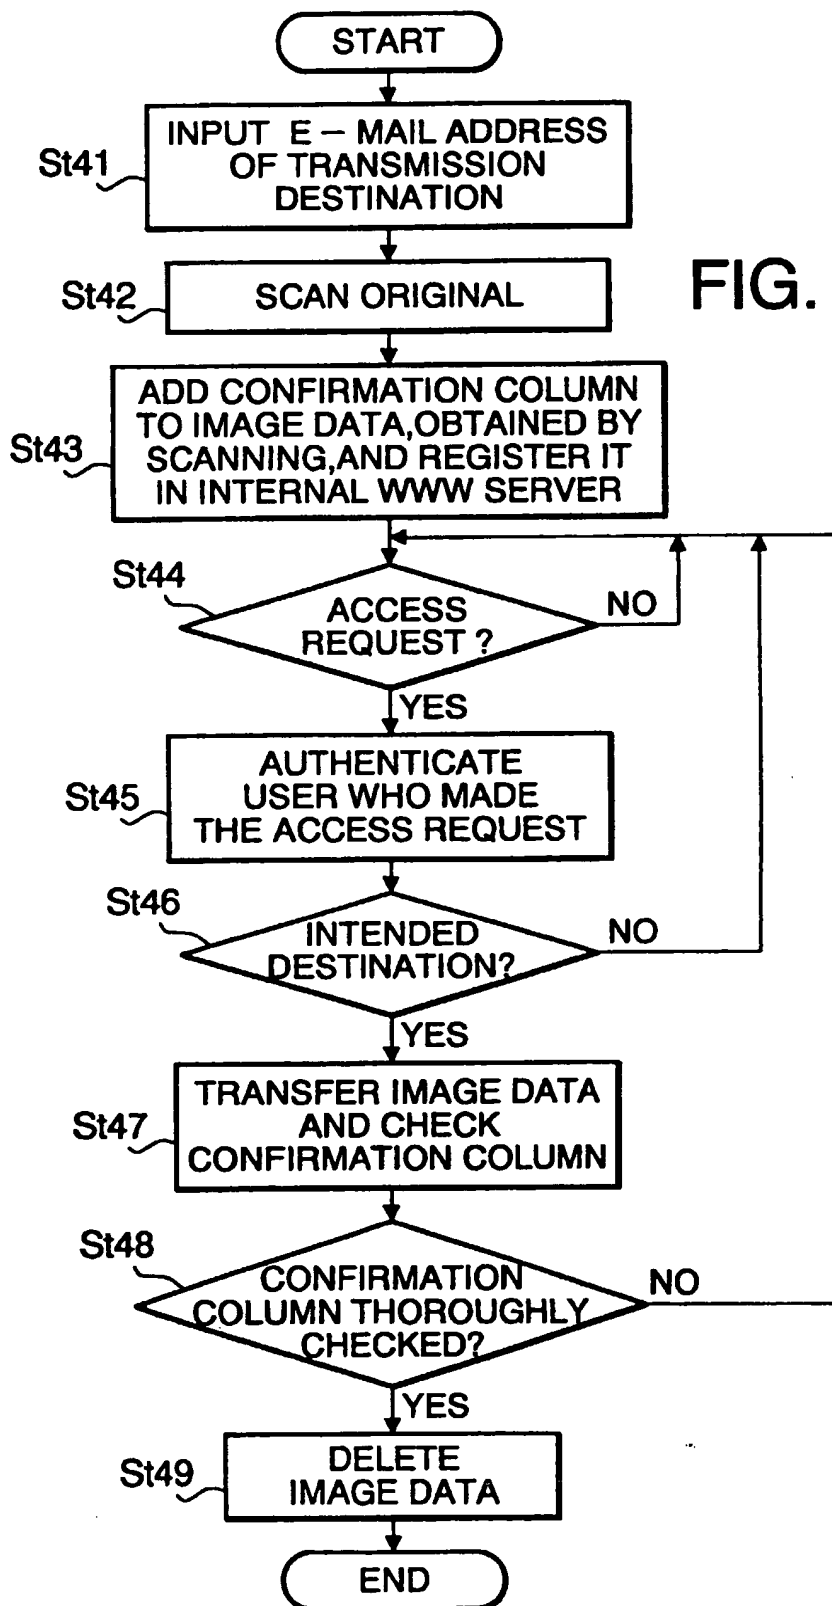 START
INPUT E – MAIL ADDRESS
OF TRANSMISSION
DESTINATION
St41
SCAN ORIGINAL
St42
FIG.
ADD CONFIRMATION COLUMN
TO IMAGE DATA,OBTAINED BY
SCANNING,AND REGISTER IT
IN INTERNAL WWW SERVER
St43
St44
ACCESS
REQUEST ?
NO
YES
AUTHENTICATE
USER WHO MADE
THE ACCESS REQUEST
St45
St46
INTENDED
DESTINATION?
NO
YES
TRANSFER IMAGE DATA
AND CHECK
CONFIRMATION COLUMN
St47
St48
CONFIRMATION
COLUMN THOROUGHLY
CHECKED?
NO
YES
DELETE
IMAGE DATA
St49
END